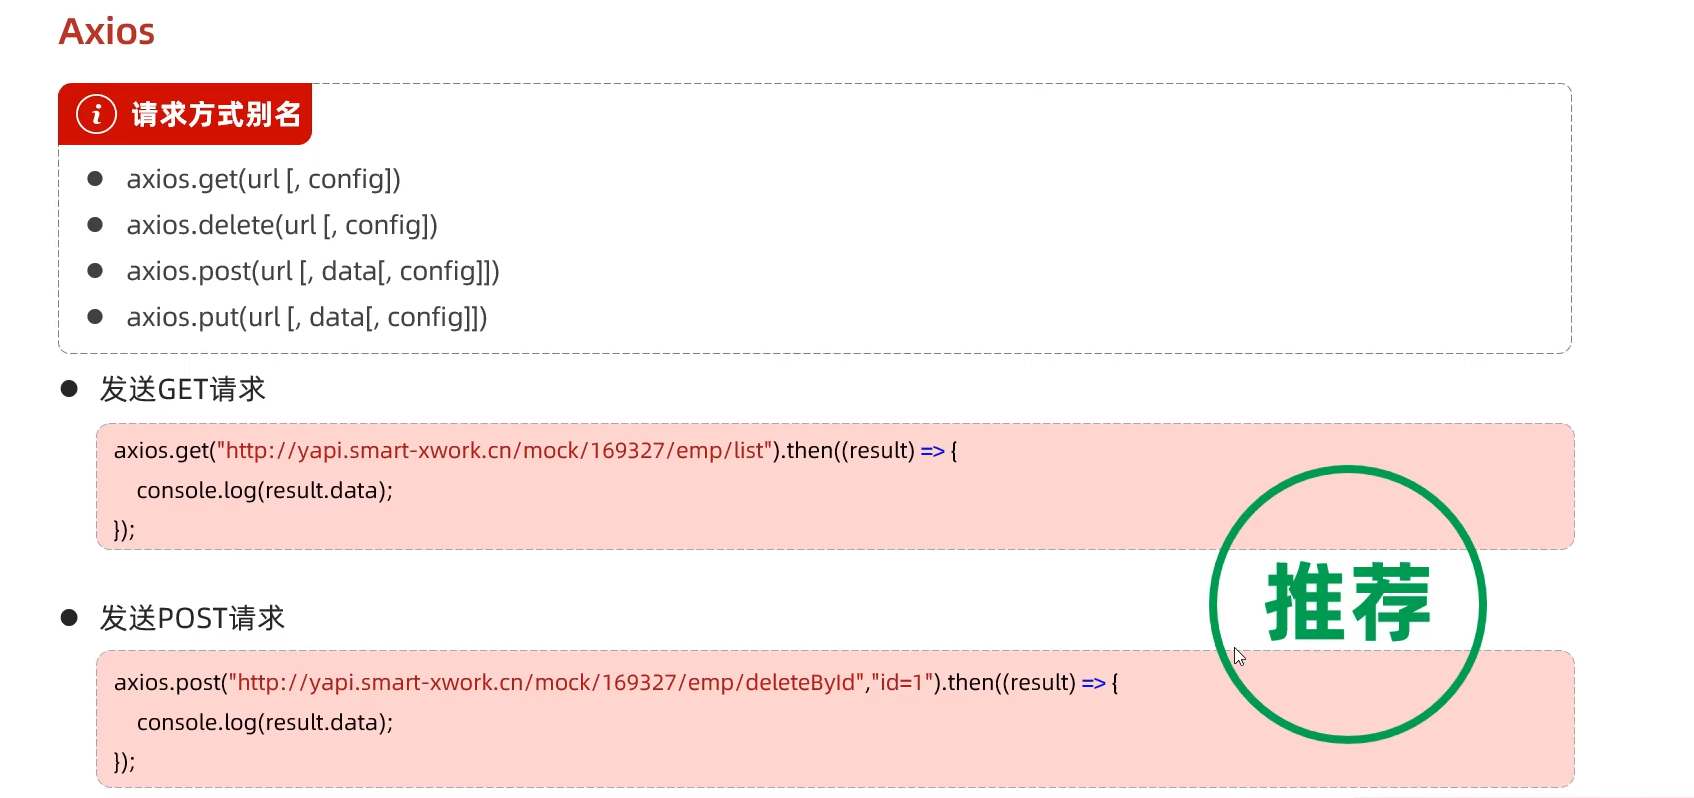 Axios
请求方式别名
axios.get(url [, config])
axios.delete(url [, config])
axios.post(url [, data[, config]])
axios.put(url [, data[, config]])
发送GET请求
axios.get("http://yapi.smart-xwork.cn/mock/169327/emp/list").then((result) => {
console.log(result.data);
});
推荐
发送POST请求
axios.post("http://yapi.smart-xwork.cn/mock/169327/emp/deleteById","id=1").then((result) => {
console.log(result.data);
});